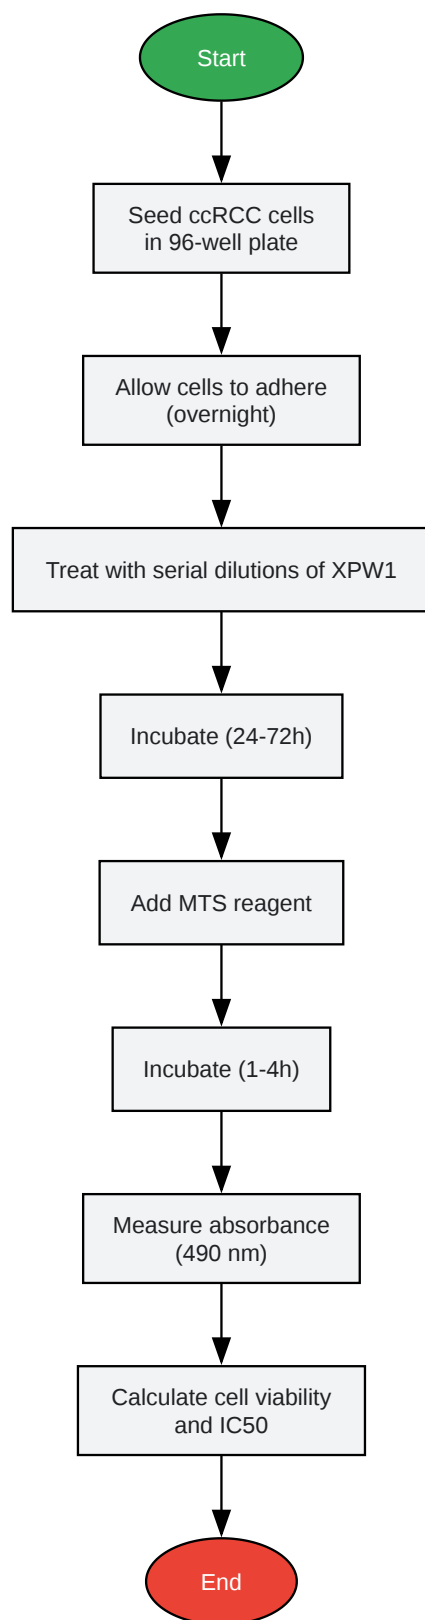 Start
Seed ccRCC cells
in 96-well plate
Allow cells to adhere
(overnight)
Treat with serial dilutions of XPW1
Incubate (24-72h)
Add MTS reagent
Incubate (1-4h)
Measure absorbance
(490 nm)
Calculate cell viability
and IC50
End